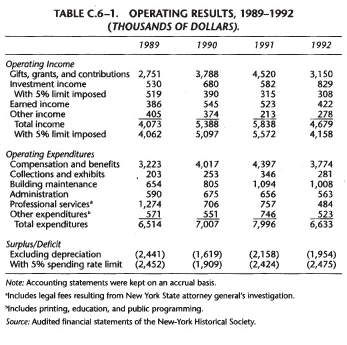 TABLE C.6–1. OPERATING RESULTS, 1989–1992
(THOUSANDS OF DOLLARS).
1989 1990 1991 1992
Operating Income
Gifts, grants, and contributions 2,751 3,788 4,520 3,150
Investment income 530 680 582 829
With 5% limit imposed 519 390 315 308
Earned income 386 545 523 422
Other income 405 374 213 278
Total income 4,073 5,388 5,838 4,679
With 5% limit imposed 4,062 5,097 5,572 4,158
Operating Expenditures
Compensation and benefits 3,223 4,017 4,397 3,774
Collections and exhibits 203 253 346 281
Building maintenance 654 805 1,094 1,008
Administration 590 675 656 563
Professional servicesª 1,274 706 757 484
Other expendituresᵇ 571 551 746 523
Total expenditures 6,514 7,007 7,996 6,633
Surplus/Deficit
Excluding depreciation (2,441) (1,619) (2,158) (1,954)
With 5% spending rate limit (2,452) (1,909) (2,424) (2,475)
Note: Accounting statements were kept on an accrual basis.
ªIncludes legal fees resulting from New York State attorney general's investigation.
ᵇIncludes printing, education, and public programming.
Source: Audited financial statements of the New-York Historical Society.